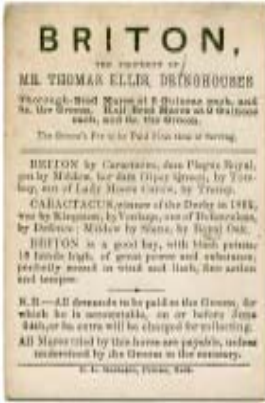 BRITON,
THE PROPERTY OF
MR. THOMAS ELLIS, DRINGHOUSES
Thorough-Bred Mares at 3 Guineas each, and
5s. the Groom. Half Bred Mares at 2 Guineas
each, and 5s. the Groom.
The Groom's Fee to be Paid First time of Serving.
BRITON by Caractacus, dam Plague Royal,
gan by Mildew, her dam Gipsy Queen, by Tom-
boy, out of Lady Moore Carew, by Tramp.
CARACTACUS, winner of the Derby in 1862,
was by Kingston, by Venison, out of Defenceless,
by Defence; Mildew by Slane, by Royal Oak.
BRITON is a good bay, with black points,
16 hands high, of great power and substance,
perfectly sound in wind and limb, fine action
and temper.
N.B.—All demands to be paid to the Groom, for
which he is accountable, on or before June
24th, or 5s. extra will be charged for collecting.
All Mares tried by this horse are payable, unless
understood by the Groom to the contrary.